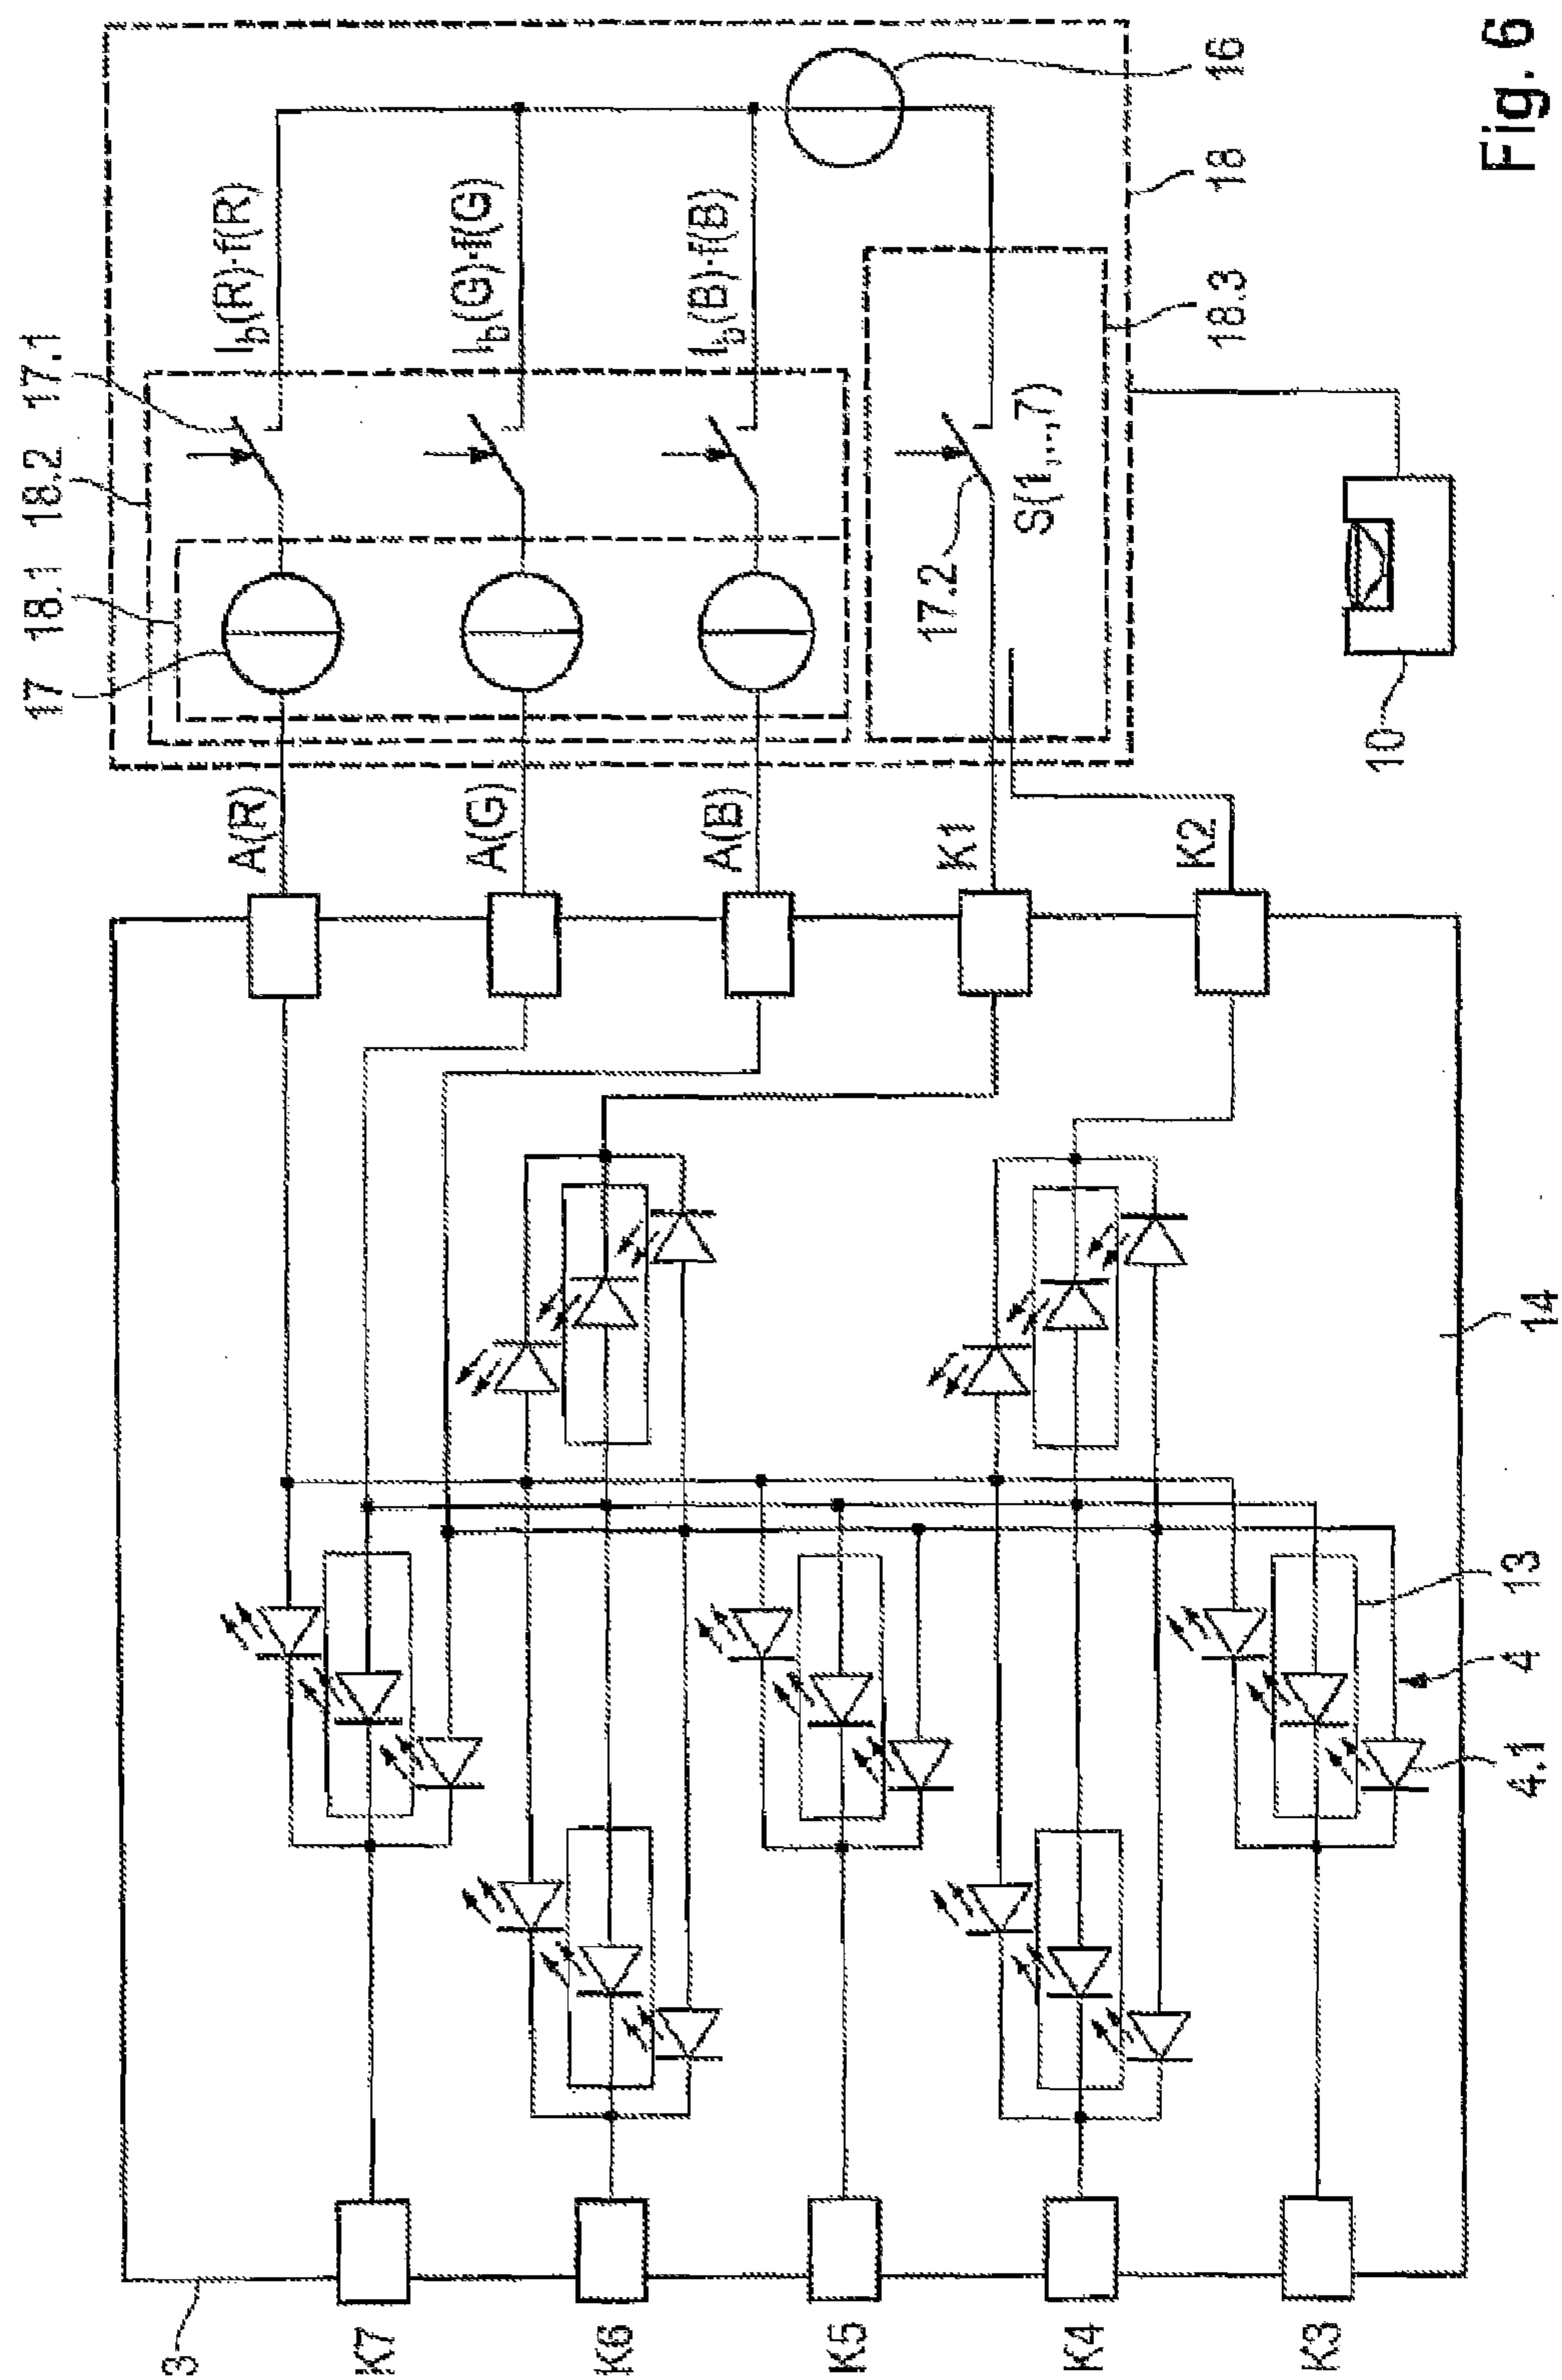 17
18.1
18.2
17.1
I_b(R)·f(R)
I_b(G)·f(G)
I_b(B)·f(B)
A(R)
A(G)
A(B)
K1
K2
17.2
S(1,..,7)
16
18
18.3
10
3
K7
K6
K5
K4
K3
4.1
4
13
14
Fig. 6